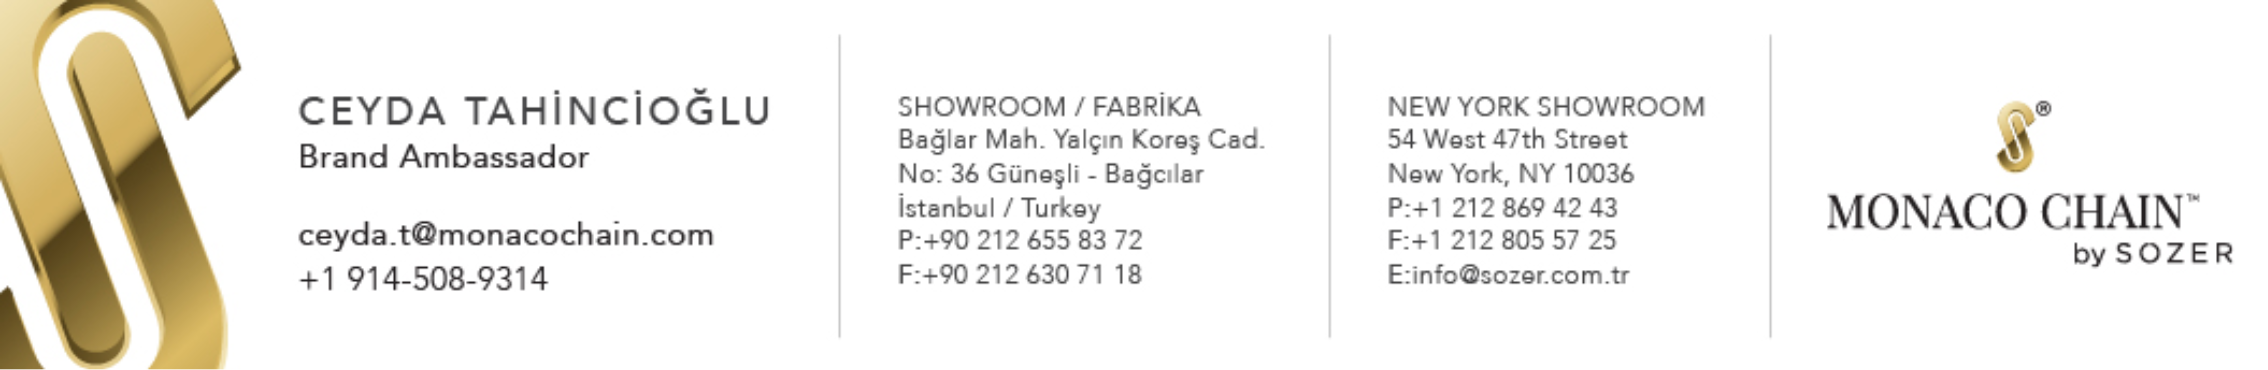 CEYDA TAHİNCİOĞLU
Brand Ambassador
ceyda.t@monacochain.com
+1 914-508-9314
SHOWROOM / FABRİKA
Bağlar Mah. Yalçın Koreş Cad.
No: 36 Güneşli - Bağcılar
İstanbul / Turkey
P:+90 212 655 83 72
F:+90 212 630 71 18
NEW YORK SHOWROOM
54 West 47th Street
New York, NY 10036
P:+1 212 869 42 43
F:+1 212 805 57 25
E:info@sozer.com.tr
®
MONACO CHAIN™
by SOZER